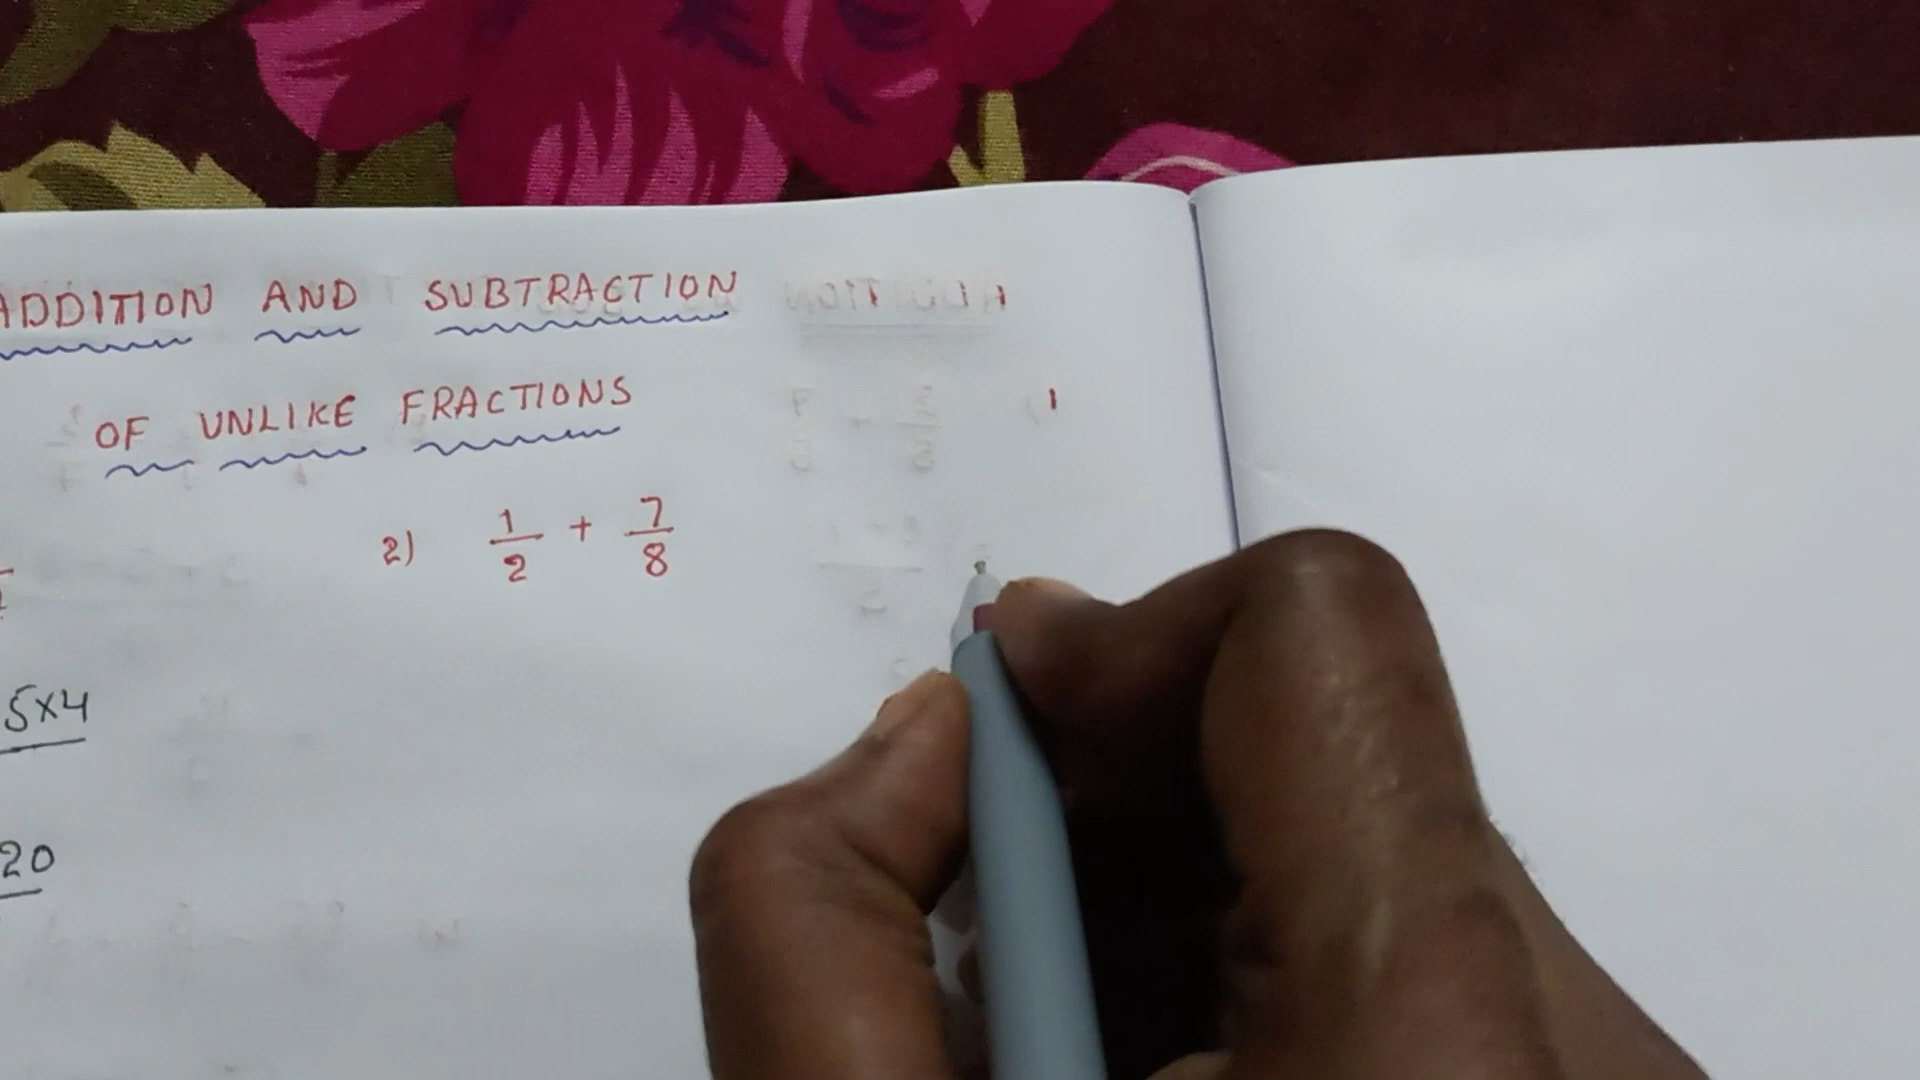 ADDITION AND SUBTRACTION
OF UNLIKE FRACTIONS
2) 1/2 + 7/8
5×4
20